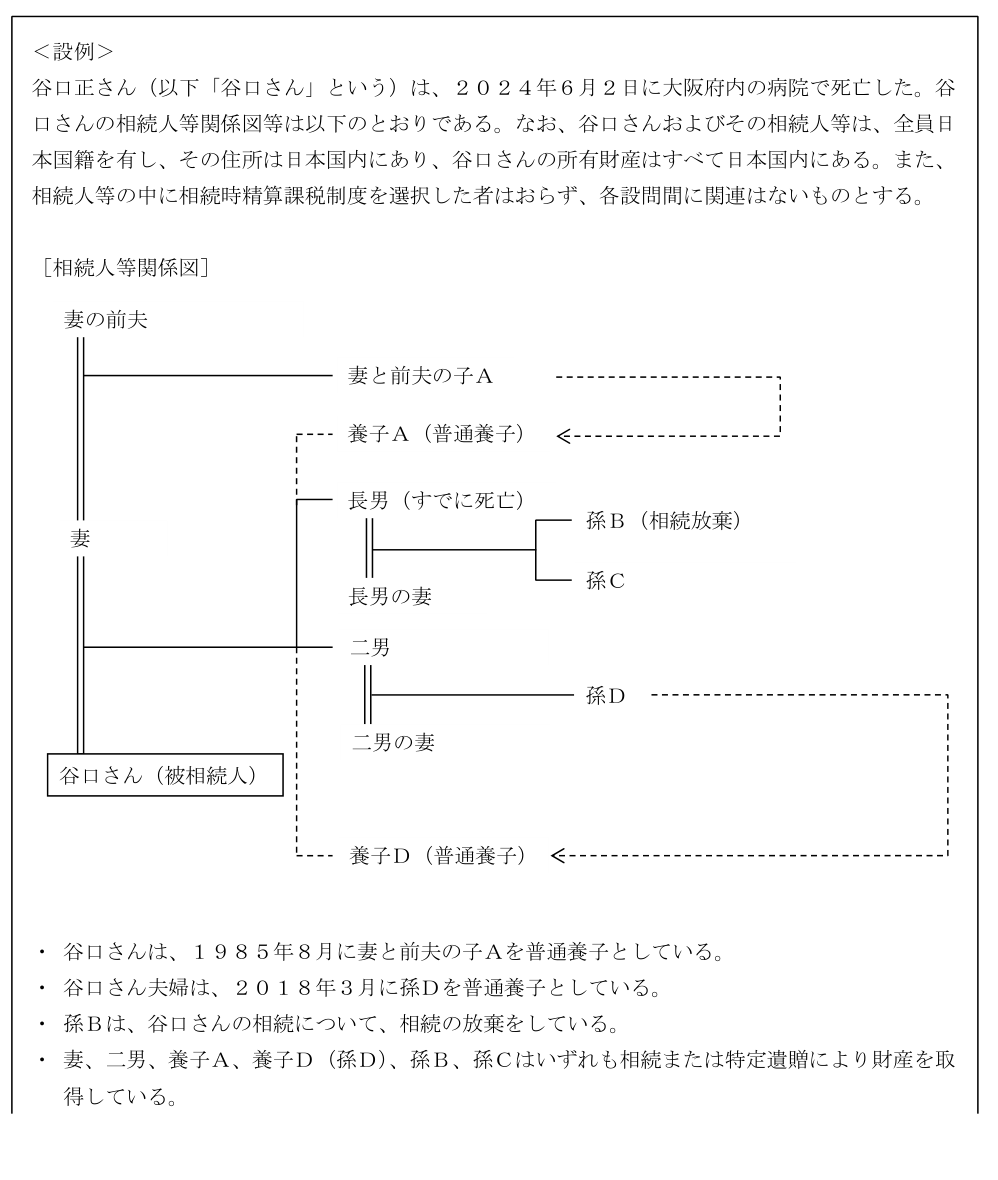 ＜設例＞
谷口正さん（以下「谷口さん」という）は、２０２４年６月２日に大阪府内の病院で死亡した。谷
口さんの相続人等関係図等は以下のとおりである。なお、谷口さんおよびその相続人等は、全員日
本国籍を有し、その住所は日本国内にあり、谷口さんの所有財産はすべて日本国内にある。また、
相続人等の中に相続時精算課税制度を選択した者はおらず、各設問間に関連はないものとする。
［相続人等関係図］
妻の前夫
妻と前夫の子Ａ
養子Ａ（普通養子）
長男（すでに死亡）
孫Ｂ（相続放棄）
妻
孫Ｃ
長男の妻
二男
孫Ｄ
二男の妻
谷口さん（被相続人）
養子Ｄ（普通養子）
・ 谷口さんは、１９８５年８月に妻と前夫の子Ａを普通養子としている。
・ 谷口さん夫婦は、２０１８年３月に孫Ｄを普通養子としている。
・ 孫Ｂは、谷口さんの相続について、相続の放棄をしている。
・ 妻、二男、養子Ａ、養子Ｄ（孫Ｄ）、孫Ｂ、孫Ｃはいずれも相続または特定遺贈により財産を取
得している。